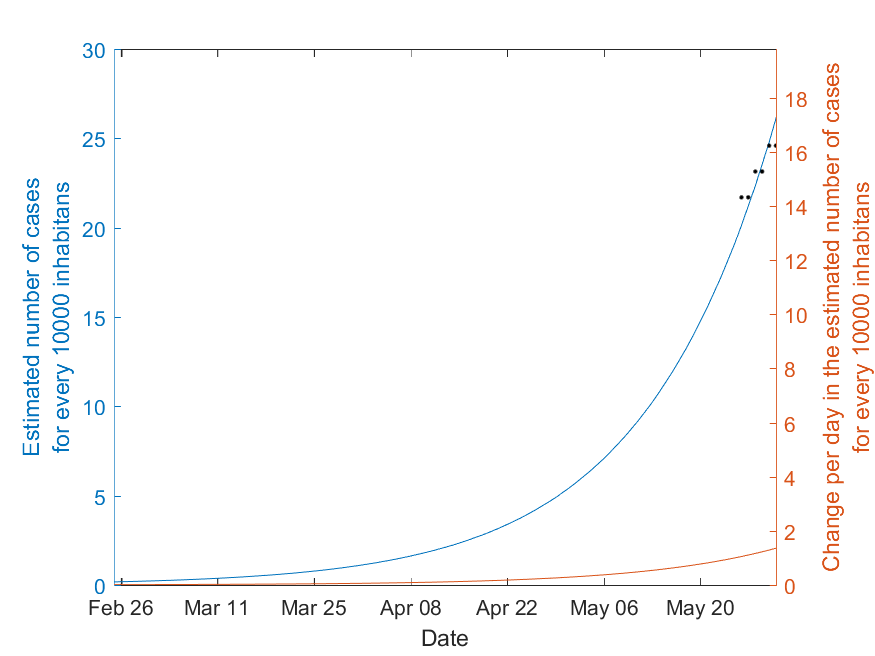 30
25
20
15
10
5
0
Estimated number of cases
for every 10000 inhabitans
18
16
14
12
10
8
6
4
2
0
Change per day in the estimated number of cases
for every 10000 inhabitans
Feb 26 Mar 11 Mar 25 Apr 08 Apr 22 May 06 May 20
Date